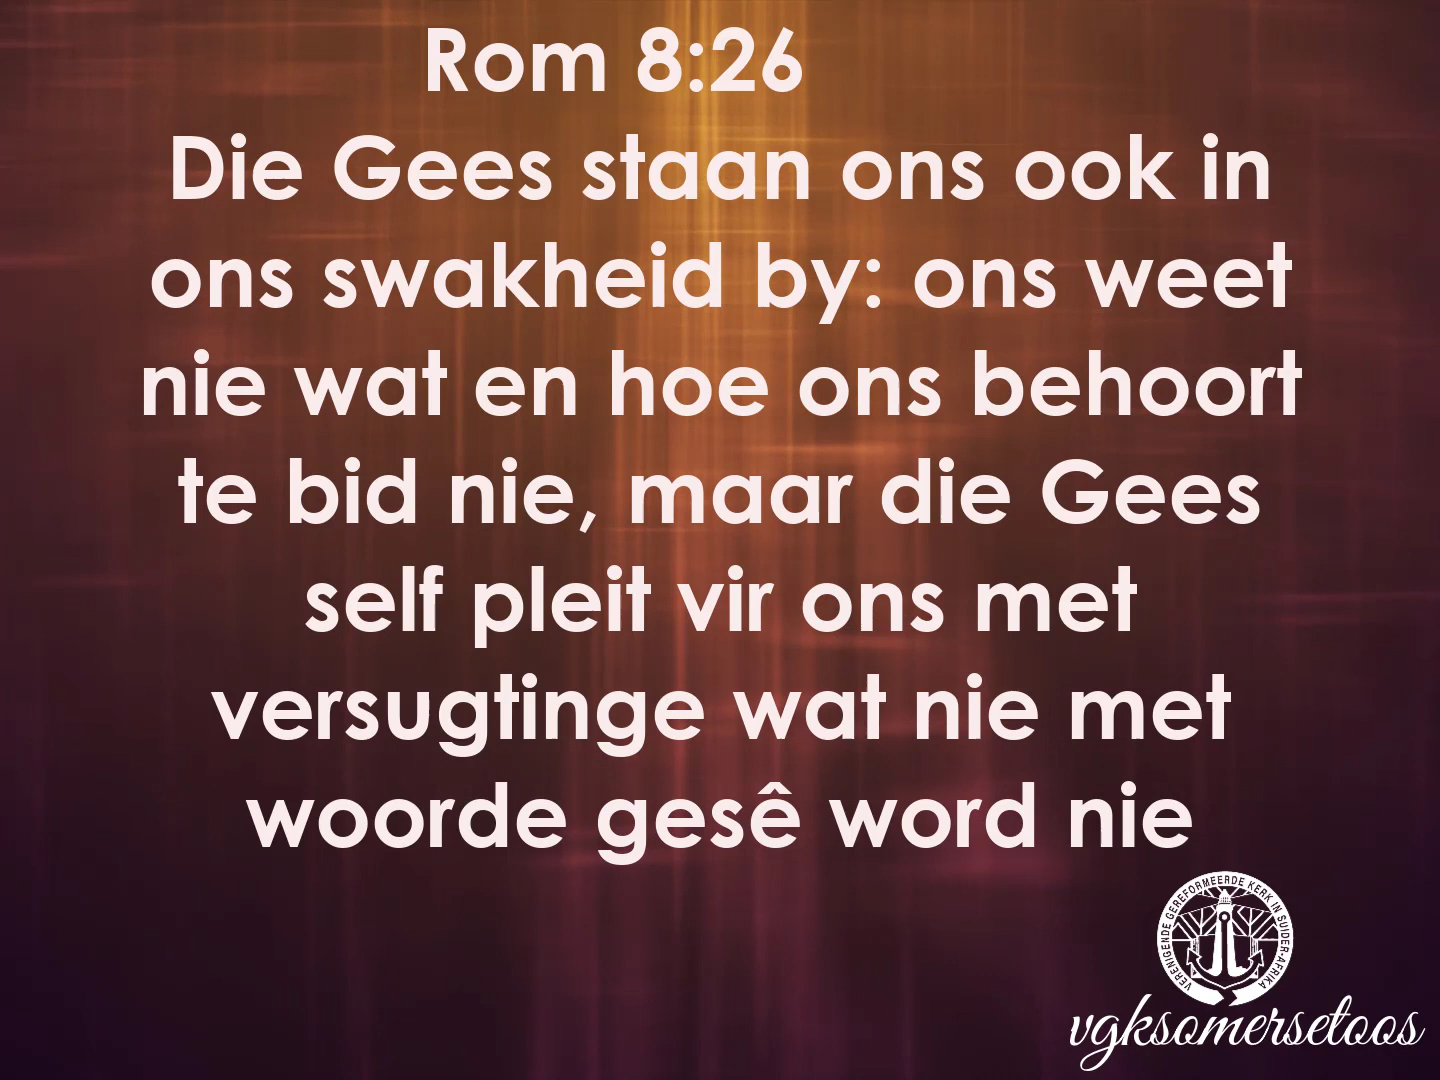 Rom 8:26
Die Gees staan ons ook in
ons swakheid by: ons weet
nie wat en hoe ons behoort
te bid nie, maar die Gees
self pleit vir ons met
versugtinge wat nie met
woorde gesê word nie
VERENIGENDE GEREFORMEERDE KERK IN SUIDER-AFRIKA
vgksomersetoos